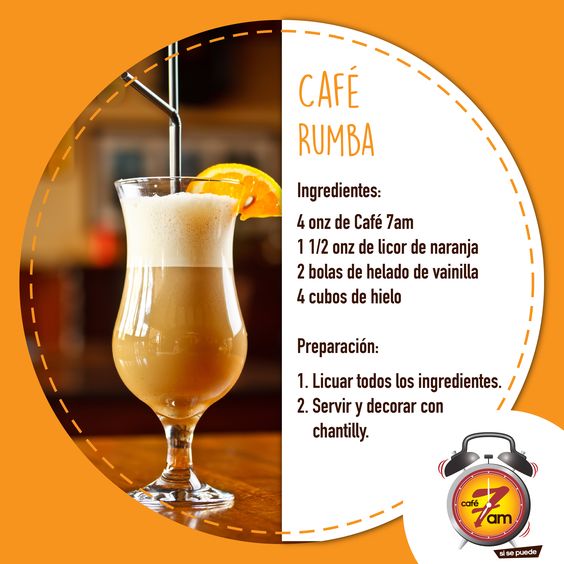 CAFÉ
RUMBA
Ingredientes:
4 onz de Café 7am
1 1/2 onz de licor de naranja
2 bolas de helado de vainilla
4 cubos de hielo
Preparación:
1. Licuar todos los ingredientes.
2. Servir y decorar con
chantilly.
café
7am
si se puede